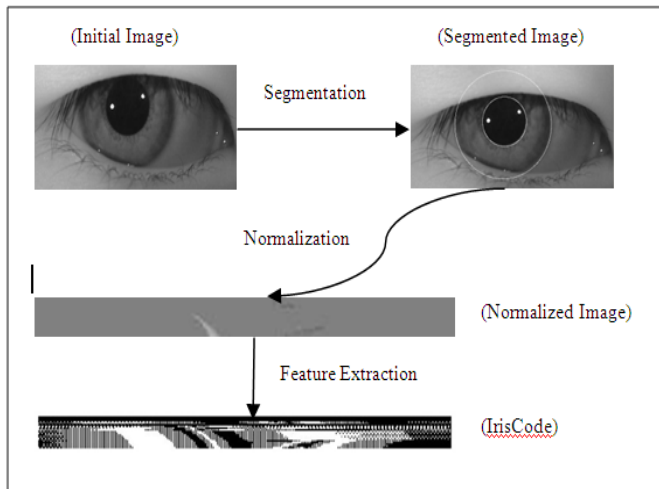 (Initial Image)
(Segmented Image)
Segmentation
Normalization
(Normalized Image)
Feature Extraction
(IrisCode)